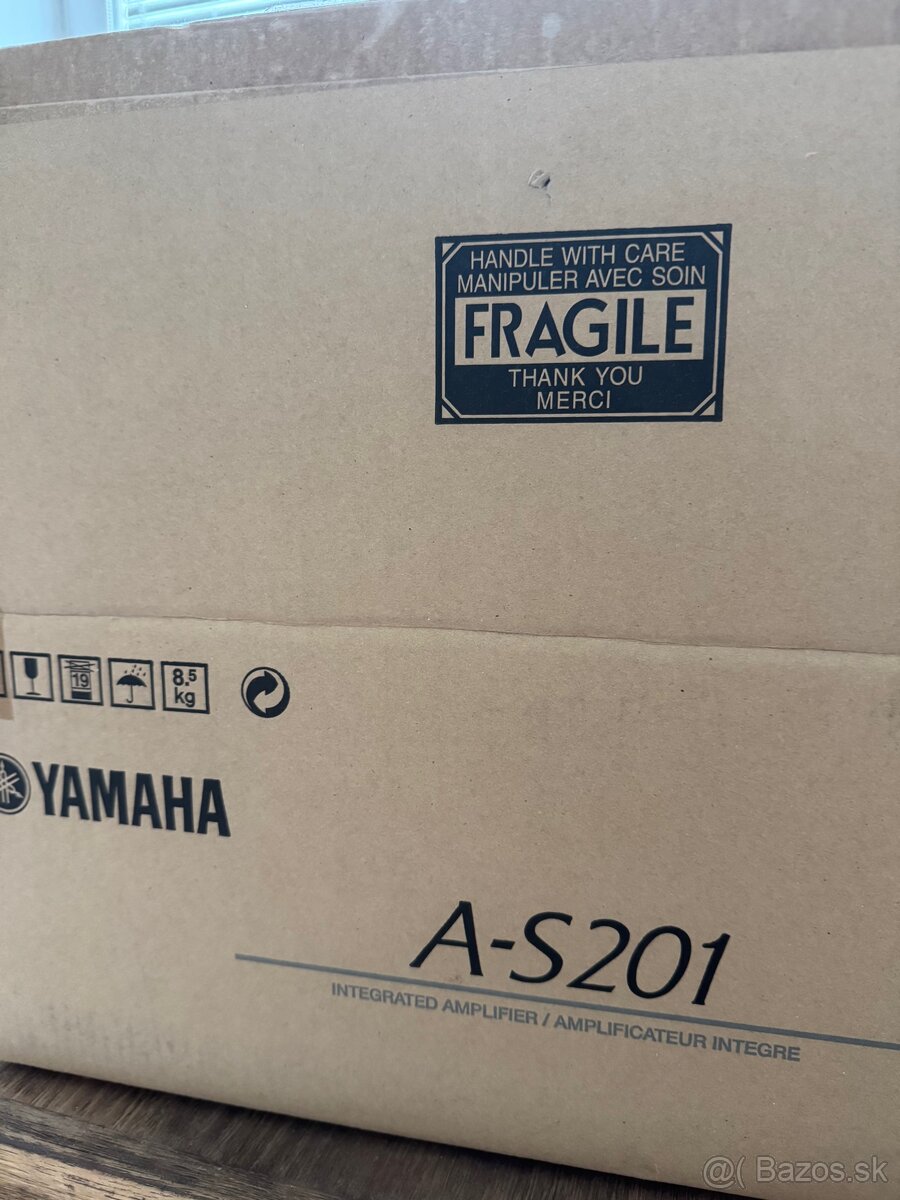 HANDLE WITH CARE
MANIPULER AVEC SOIN
FRAGILE
THANK YOU
MERCI
19
8.5
kg
YAMAHA
A-S201
INTEGRATED AMPLIFIER / AMPLIFICATEUR INTEGRE
@( Bazos.sk